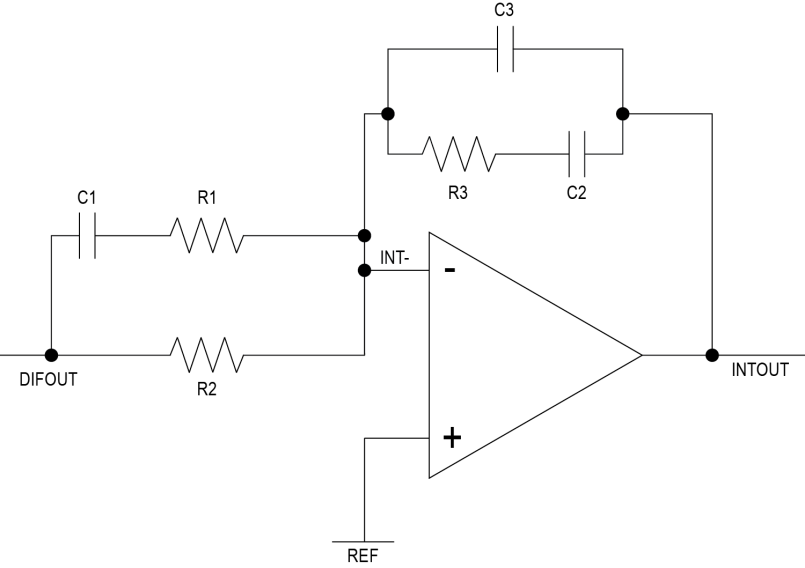 C3
R3
C2
C1
R1
INT-
-
DIFOUT
R2
INTOUT
+
REF